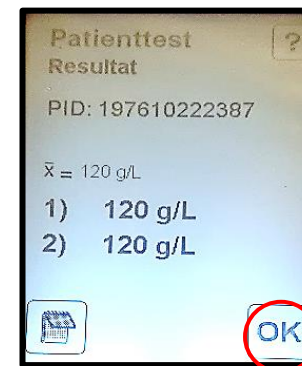 Patienttest ?
Resultat
PID: 197610222387
x̄ = 120 g/L
1) 120 g/L
2) 120 g/L
OK